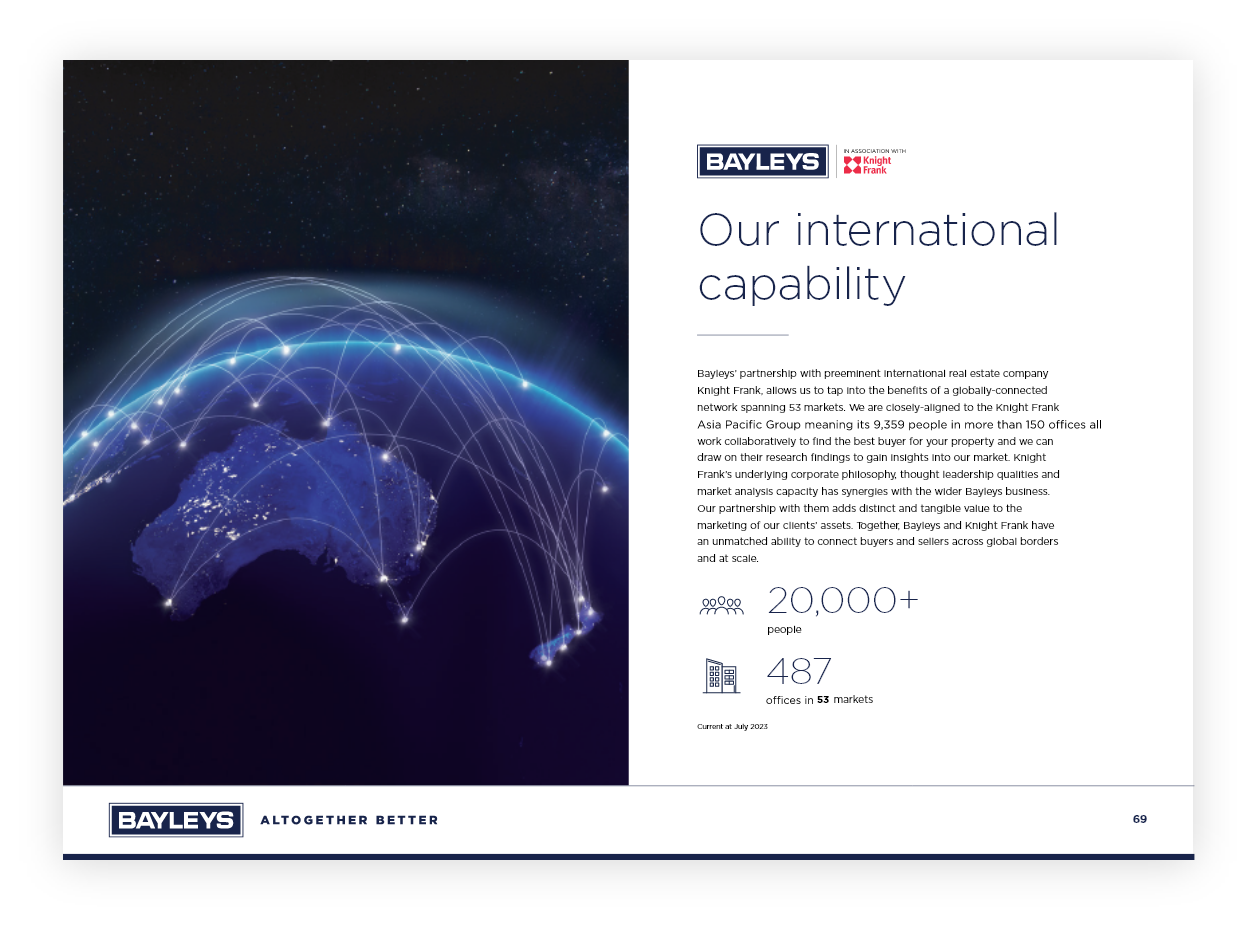 BAYLEYS
IN ASSOCIATION WITH
Knight
Frank
Our international
capability
Bayleys' partnership with preeminent international real estate company
Knight Frank, allows us to tap into the benefits of a globally-connected
network spanning 53 markets. We are closely-aligned to the Knight Frank
Asia Pacific Group meaning its 9,359 people in more than 150 offices all
work collaboratively to find the best buyer for your property and we can
draw on their research findings to gain insights into our market. Knight
Frank's underlying corporate philosophy, thought leadership qualities and
market analysis capacity has synergies with the wider Bayleys business.
Our partnership with them adds distinct and tangible value to the
marketing of our clients' assets. Together, Bayleys and Knight Frank have
an unmatched ability to connect buyers and sellers across global borders
and at scale.
20,000+
people
487
offices in 53 markets
Current at July 2023
BAYLEYS
ALTOGETHER BETTER
69